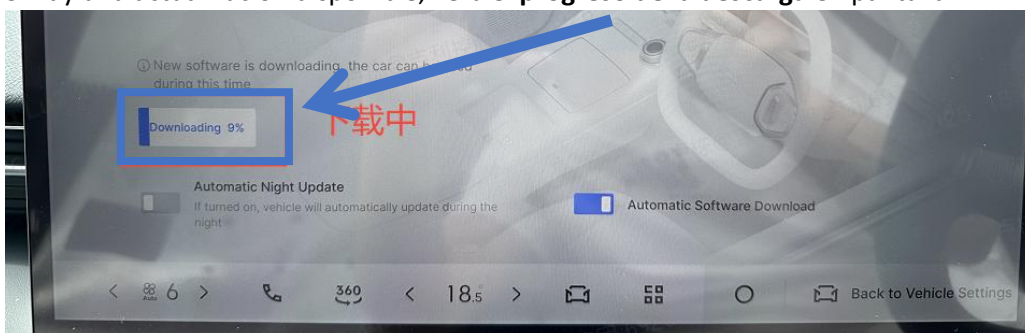 ⓘ New software is downloading, the car can
during this time
Downloading 9%
下载中
Automatic Night Update
If turned on, vehicle will automatically update during the
night
Automatic Software Download
< Auto 6 >
360
< 18.5 >
Back to Vehicle Settings